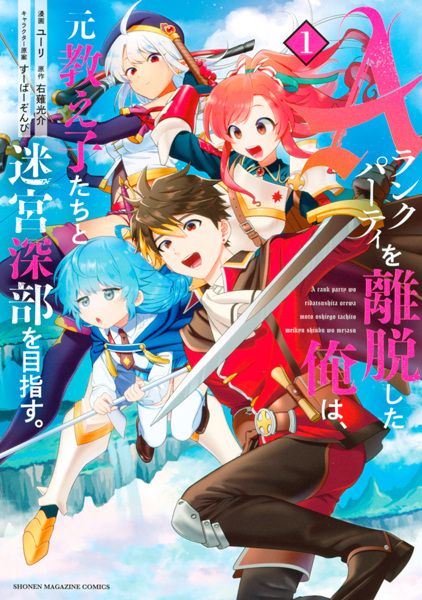 Aランク
パーティを離脱した
俺は、
元教え子たちと
迷宮深部を目指す。
1
漫画 ユーリ 原作 右薙光介
キャラクター原案 すーぱーぞんび
A rank party wo
ridatsushita orewa
moto oshiego tachito
meikyu shinbu wo mezasu
SHONEN MAGAZINE COMICS